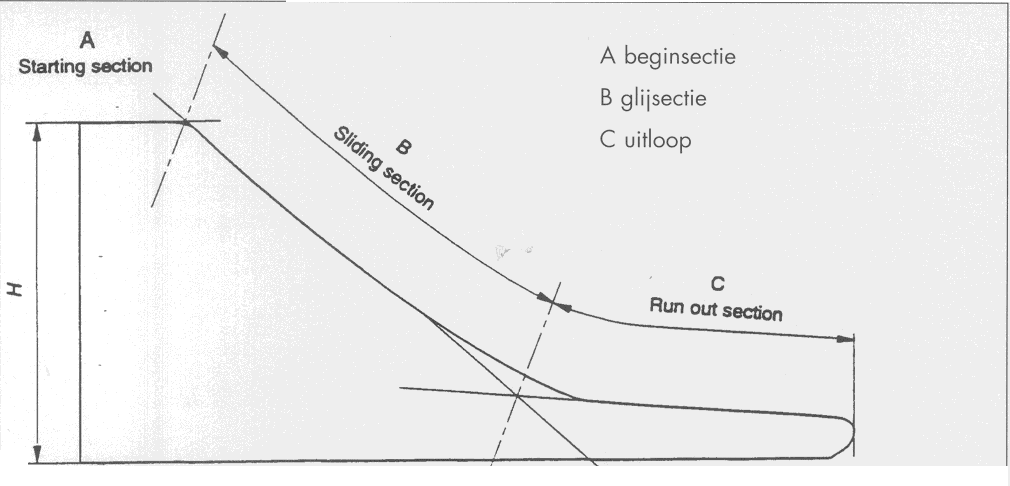 A
Starting section
A beginsectie
B glijsectie
C uitloop
B
Sliding section
C
Run out section
H